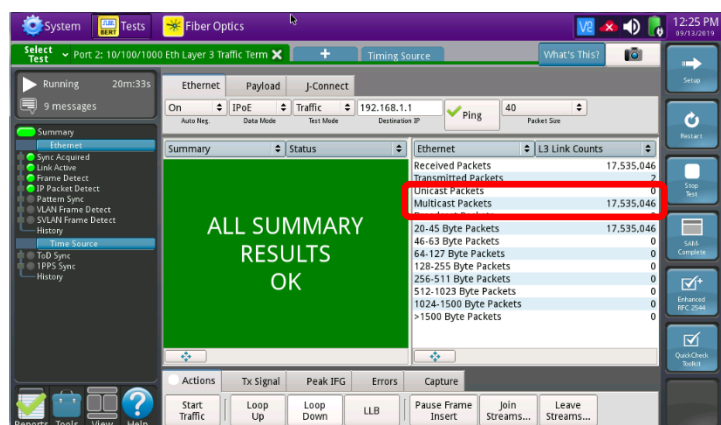 System
Tests
Fiber Optics
V2
12:25 PM
09/13/2019
Select Test
Port 2: 10/100/1000 Eth Layer 3 Traffic Term
Timing Source
What's This?
Running 20m:33s
9 messages
Summary
Ethernet
Sync Acquired
Link Active
Frame Detect
IP Packet Detect
Pattern Sync
VLAN Frame Detect
SVLAN Frame Detect
History
Time Source
ToD Sync
1PPS Sync
History
Reports Tools View Help
Ethernet Payload J-Connect
On IPoE Traffic 192.168.1.1 Ping 40
Auto Neg. Data Mode Test Mode Destination IP Packet Size
Summary Status
ALL SUMMARY
RESULTS
OK
Ethernet L3 Link Counts
Received Packets 17,535,046
Transmitted Packets 2
Unicast Packets 0
Multicast Packets 17,535,046
20-45 Byte Packets 17,535,046
46-63 Byte Packets 0
64-127 Byte Packets 0
128-255 Byte Packets 0
256-511 Byte Packets 0
512-1023 Byte Packets 0
1024-1500 Byte Packets 0
>1500 Byte Packets 0
Actions Tx Signal Peak IFG Errors Capture
Start Traffic
Loop Up
Loop Down
LLB
Pause Frame Insert
Join Streams...
Leave Streams...
Setup
Restart
Stop Test
SAM-Complete
Enhanced RFC 2544
QuickCheck Toolkit